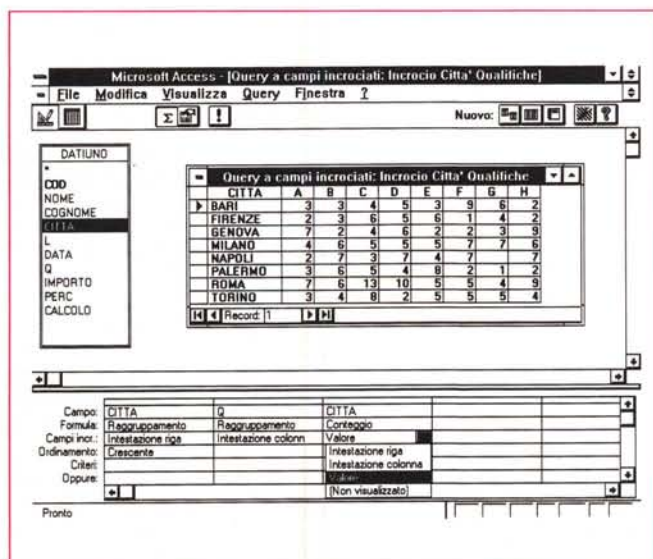 Microsoft Access - [Query a campi incrociati: Incrocio Citta' Qualifiche]
File Modifica Visualizza Query Finestra ?
Nuovo:
DATIUNO
*
COD
NOME
COGNOME
CITTA
L
DATA
Q
IMPORTO
PERC
CALCOLO
Query a campi incrociati: Incrocio Citta' Qualifiche
CITTA A B C D E F G H
BARI 3 3 4 5 3 9 6 2
FIRENZE 2 3 6 5 6 1 4 2
GENOVA 7 2 4 6 2 2 3 9
MILANO 4 6 5 5 5 7 7 6
NAPOLI 2 7 3 7 4 7 7
PALERMO 3 6 5 4 8 2 1 2
ROMA 7 6 13 10 5 5 4 9
TORINO 3 4 8 2 5 5 5 4
Record: 1
Campo: CITTA Q CITTA
Formula: Raggruppamento Raggruppamento Conteggio
Campi incr.: Intestazione riga Intestazione colonn Valore
Ordinamento: Crescente Intestazione riga
Criteri: Intestazione colonna
Oppure: Valore
[Non visualizzato]
Pronto